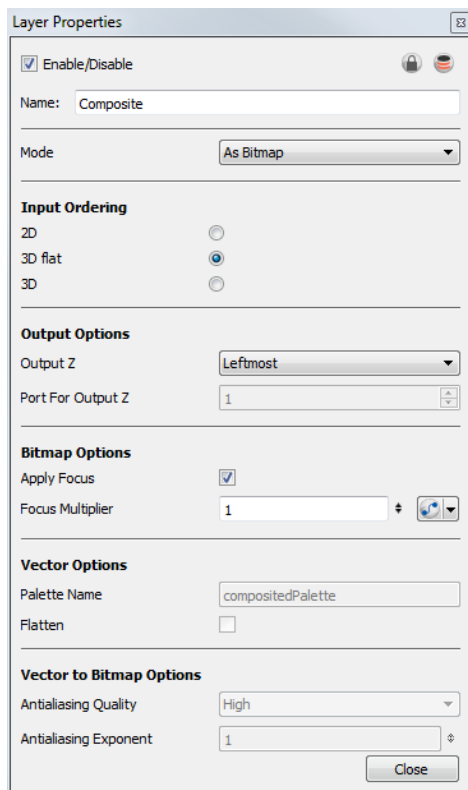 Layer Properties
Enable/Disable
Name: Composite
Mode As Bitmap
Input Ordering
2D
3D flat
3D
Output Options
Output Z Leftmost
Port For Output Z 1
Bitmap Options
Apply Focus
Focus Multiplier 1
Vector Options
Palette Name compositedPalette
Flatten
Vector to Bitmap Options
Antialiasing Quality High
Antialiasing Exponent 1
Close